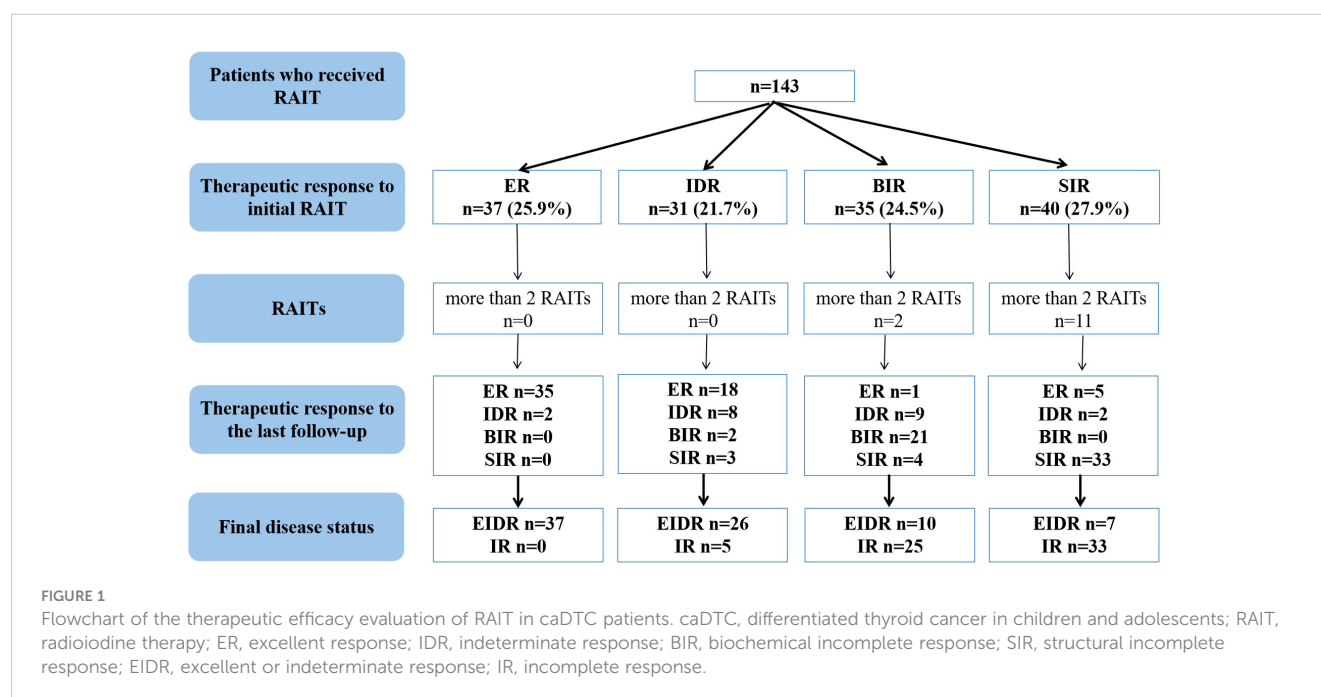 Patients who received
RAIT
n=143
Therapeutic response to
initial RAIT
ER
n=37 (25.9%)
IDR
n=31 (21.7%)
BIR
n=35 (24.5%)
SIR
n=40 (27.9%)
RAITs
more than 2 RAITs
n=0
more than 2 RAITs
n=0
more than 2 RAITs
n=2
more than 2 RAITs
n=11
Therapeutic response to
the last follow-up
ER n=35
IDR n=2
BIR n=0
SIR n=0
ER n=18
IDR n=8
BIR n=2
SIR n=3
ER n=1
IDR n=9
BIR n=21
SIR n=4
ER n=5
IDR n=2
BIR n=0
SIR n=33
Final disease status
EIDR n=37
IR n=0
EIDR n=26
IR n=5
EIDR n=10
IR n=25
EIDR n=7
IR n=33
FIGURE 1
Flowchart of the therapeutic efficacy evaluation of RAIT in caDTC patients. caDTC, differentiated thyroid cancer in children and adolescents; RAIT,
radioiodine therapy; ER, excellent response; IDR, indeterminate response; BIR, biochemical incomplete response; SIR, structural incomplete
response; EIDR, excellent or indeterminate response; IR, incomplete response.